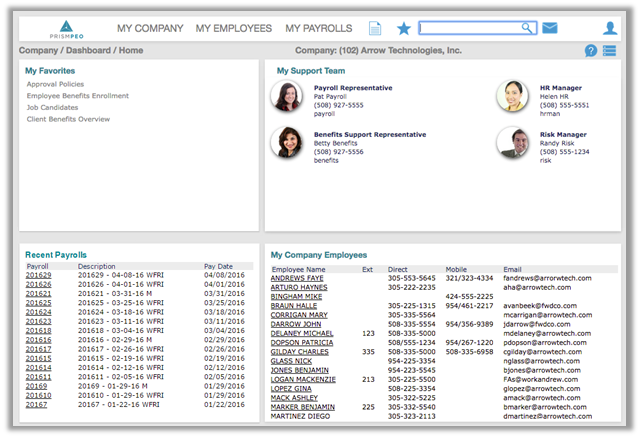 PRISMPEO
MY COMPANY MY EMPLOYEES MY PAYROLLS
Company / Dashboard / Home
Company: (102) Arrow Technologies, Inc.
My Favorites
Approval Policies
Employee Benefits Enrollment
Job Candidates
Client Benefits Overview
My Support Team
Payroll Representative
Pat Payroll
(508) 927-5555
payroll
HR Manager
Helen HR
(508) 555-5551
hrman
Benefits Support Representative
Betty Benefits
(508) 927-5556
benefits
Risk Manager
Randy Risk
(508) 555-1234
risk
Recent Payrolls
Payroll Description Pay Date
201629 201629 - 04-08-16 WFRI 04/08/2016
201626 201626 - 04-01-16 WFRI 04/01/2016
201621 201621 - 03-31-16 M 03/31/2016
201625 201625 - 03-25-16 WFRI 03/25/2016
201624 201624 - 03-18-16 WFRI 03/18/2016
201623 201623 - 03-11-16 WFRI 03/11/2016
201618 201618 - 03-04-16 WFRI 03/04/2016
201616 201616 - 02-29-16 M 02/29/2016
201617 201617 - 02-26-16 WFRI 02/26/2016
201615 201615 - 02-19-16 WFRI 02/19/2016
201614 201614 - 02-12-16 WFRI 02/12/2016
201611 201611 - 02-05-16 WFRI 02/05/2016
20169 20169 - 01-29-16 M 01/29/2016
201610 201610 - 01-29-16 WFRI 01/29/2016
20167 20167 - 01-22-16 WFRI 01/22/2016
My Company Employees
Employee Name Ext Direct Mobile Email
ANDREWS FAYE 305-553-5645 321/323-4334 fandrews@arrorwtech.com
ARTURO HAYNES 305-222-2235 aha@arrowtech.com
BINGHAM MIKE 424-555-2225
BRAUN HALLE 305-225-1315 954/461-2217 avanbeek@fwdco.com
CORRIGAN MARY 305-335-5564 mcarrigan@arrowtech.com
DARROW JOHN 508-335-5554 954/356-9389 jdarrow@fwdco.com
DELANEY MICHAEL 123 508-335-5000 mdelaney@arrowtech.com
DOPSON PATRICIA 508/555-1234 954/267-1220 pdopson@arrowtech.com
GILDAY CHARLES 335 508-335-5000 508-335-6958 cgilday@arrowtech.com
GLASS NICK 954-225-3354 nglass@arrowtech.com
JONES BENJAMIN 954-223-5545 bjones@arrowtech.com
LOGAN MACKENZIE 213 305-225-5500 FAs@workandrew.com
LOPEZ GINA 508-225-3354 glopez@arrowtech.com
MACK ASHLEY 305-322-5225 amack@arrowtech.com
MARKER BENJAMIN 225 305-332-5540 bmarker@arrowtech.com
MARTINEZ DIEGO 305-323-2213 dmartinez@arrowtech.com